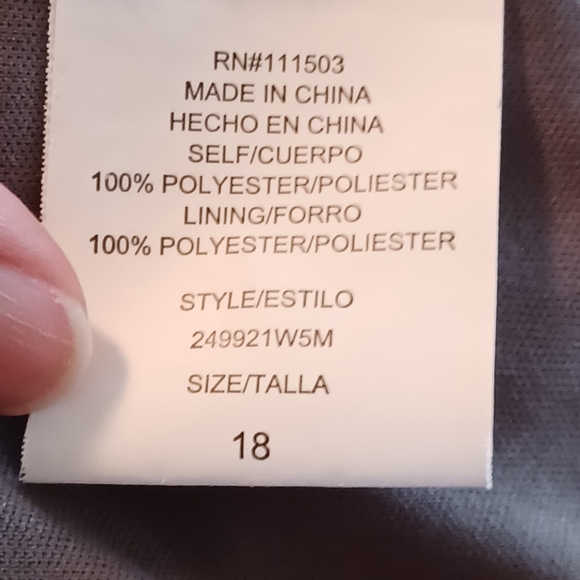 RN#111503
MADE IN CHINA
HECHO EN CHINA
SELF/CUERPO
100% POLYESTER/POLIESTER
LINING/FORRO
100% POLYESTER/POLIESTER
STYLE/ESTILO
249921W5M
SIZE/TALLA
18